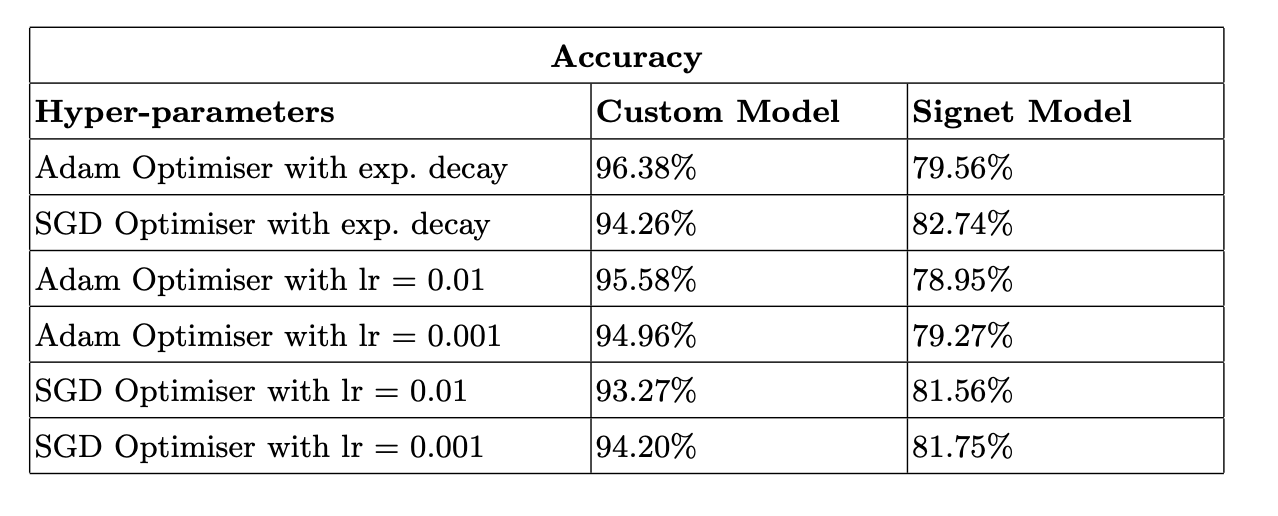 Accuracy
Hyper-parameters Custom Model Signet Model
Adam Optimiser with exp. decay 96.38% 79.56%
SGD Optimiser with exp. decay 94.26% 82.74%
Adam Optimiser with lr = 0.01 95.58% 78.95%
Adam Optimiser with lr = 0.001 94.96% 79.27%
SGD Optimiser with lr = 0.01 93.27% 81.56%
SGD Optimiser with lr = 0.001 94.20% 81.75%